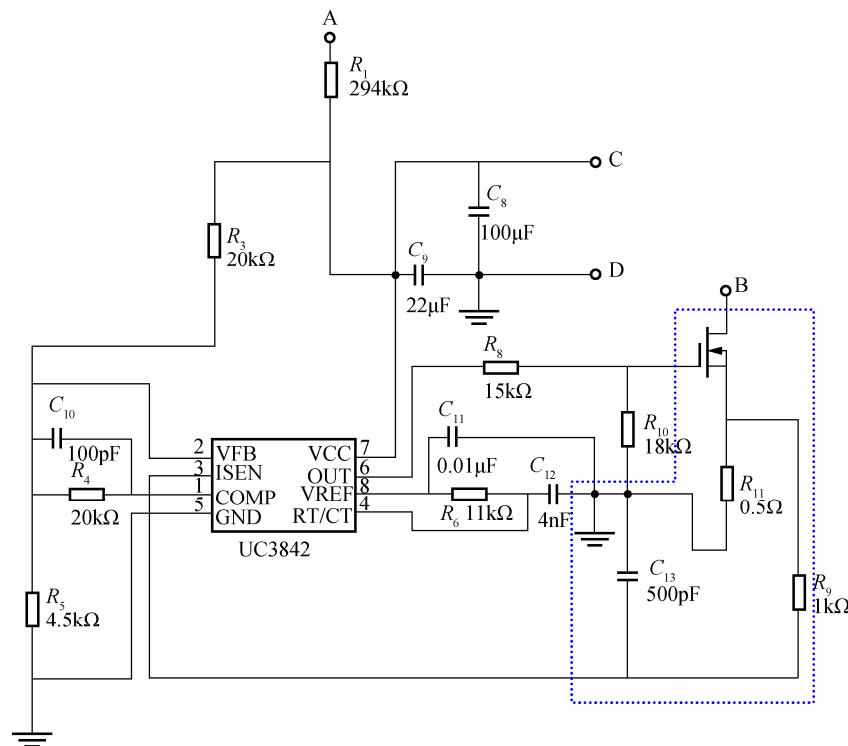 A
R₁
294kΩ
C
C₈
100μF
R₃
20kΩ
C₉
22μF
D
B
R₈
15kΩ
C₁₀
100pF
R₄
20kΩ
2
VFB
3
ISEN
1
COMP
5
GND
VCC
7
OUT
6
VREF
8
RT/CT
4
UC3842
C₁₁
0.01μF
R₆ 11kΩ
C₁₂
4nF
R₁₀
18kΩ
R₁₁
0.5Ω
C₁₃
500pF
R₉
1kΩ
R₅
4.5kΩ